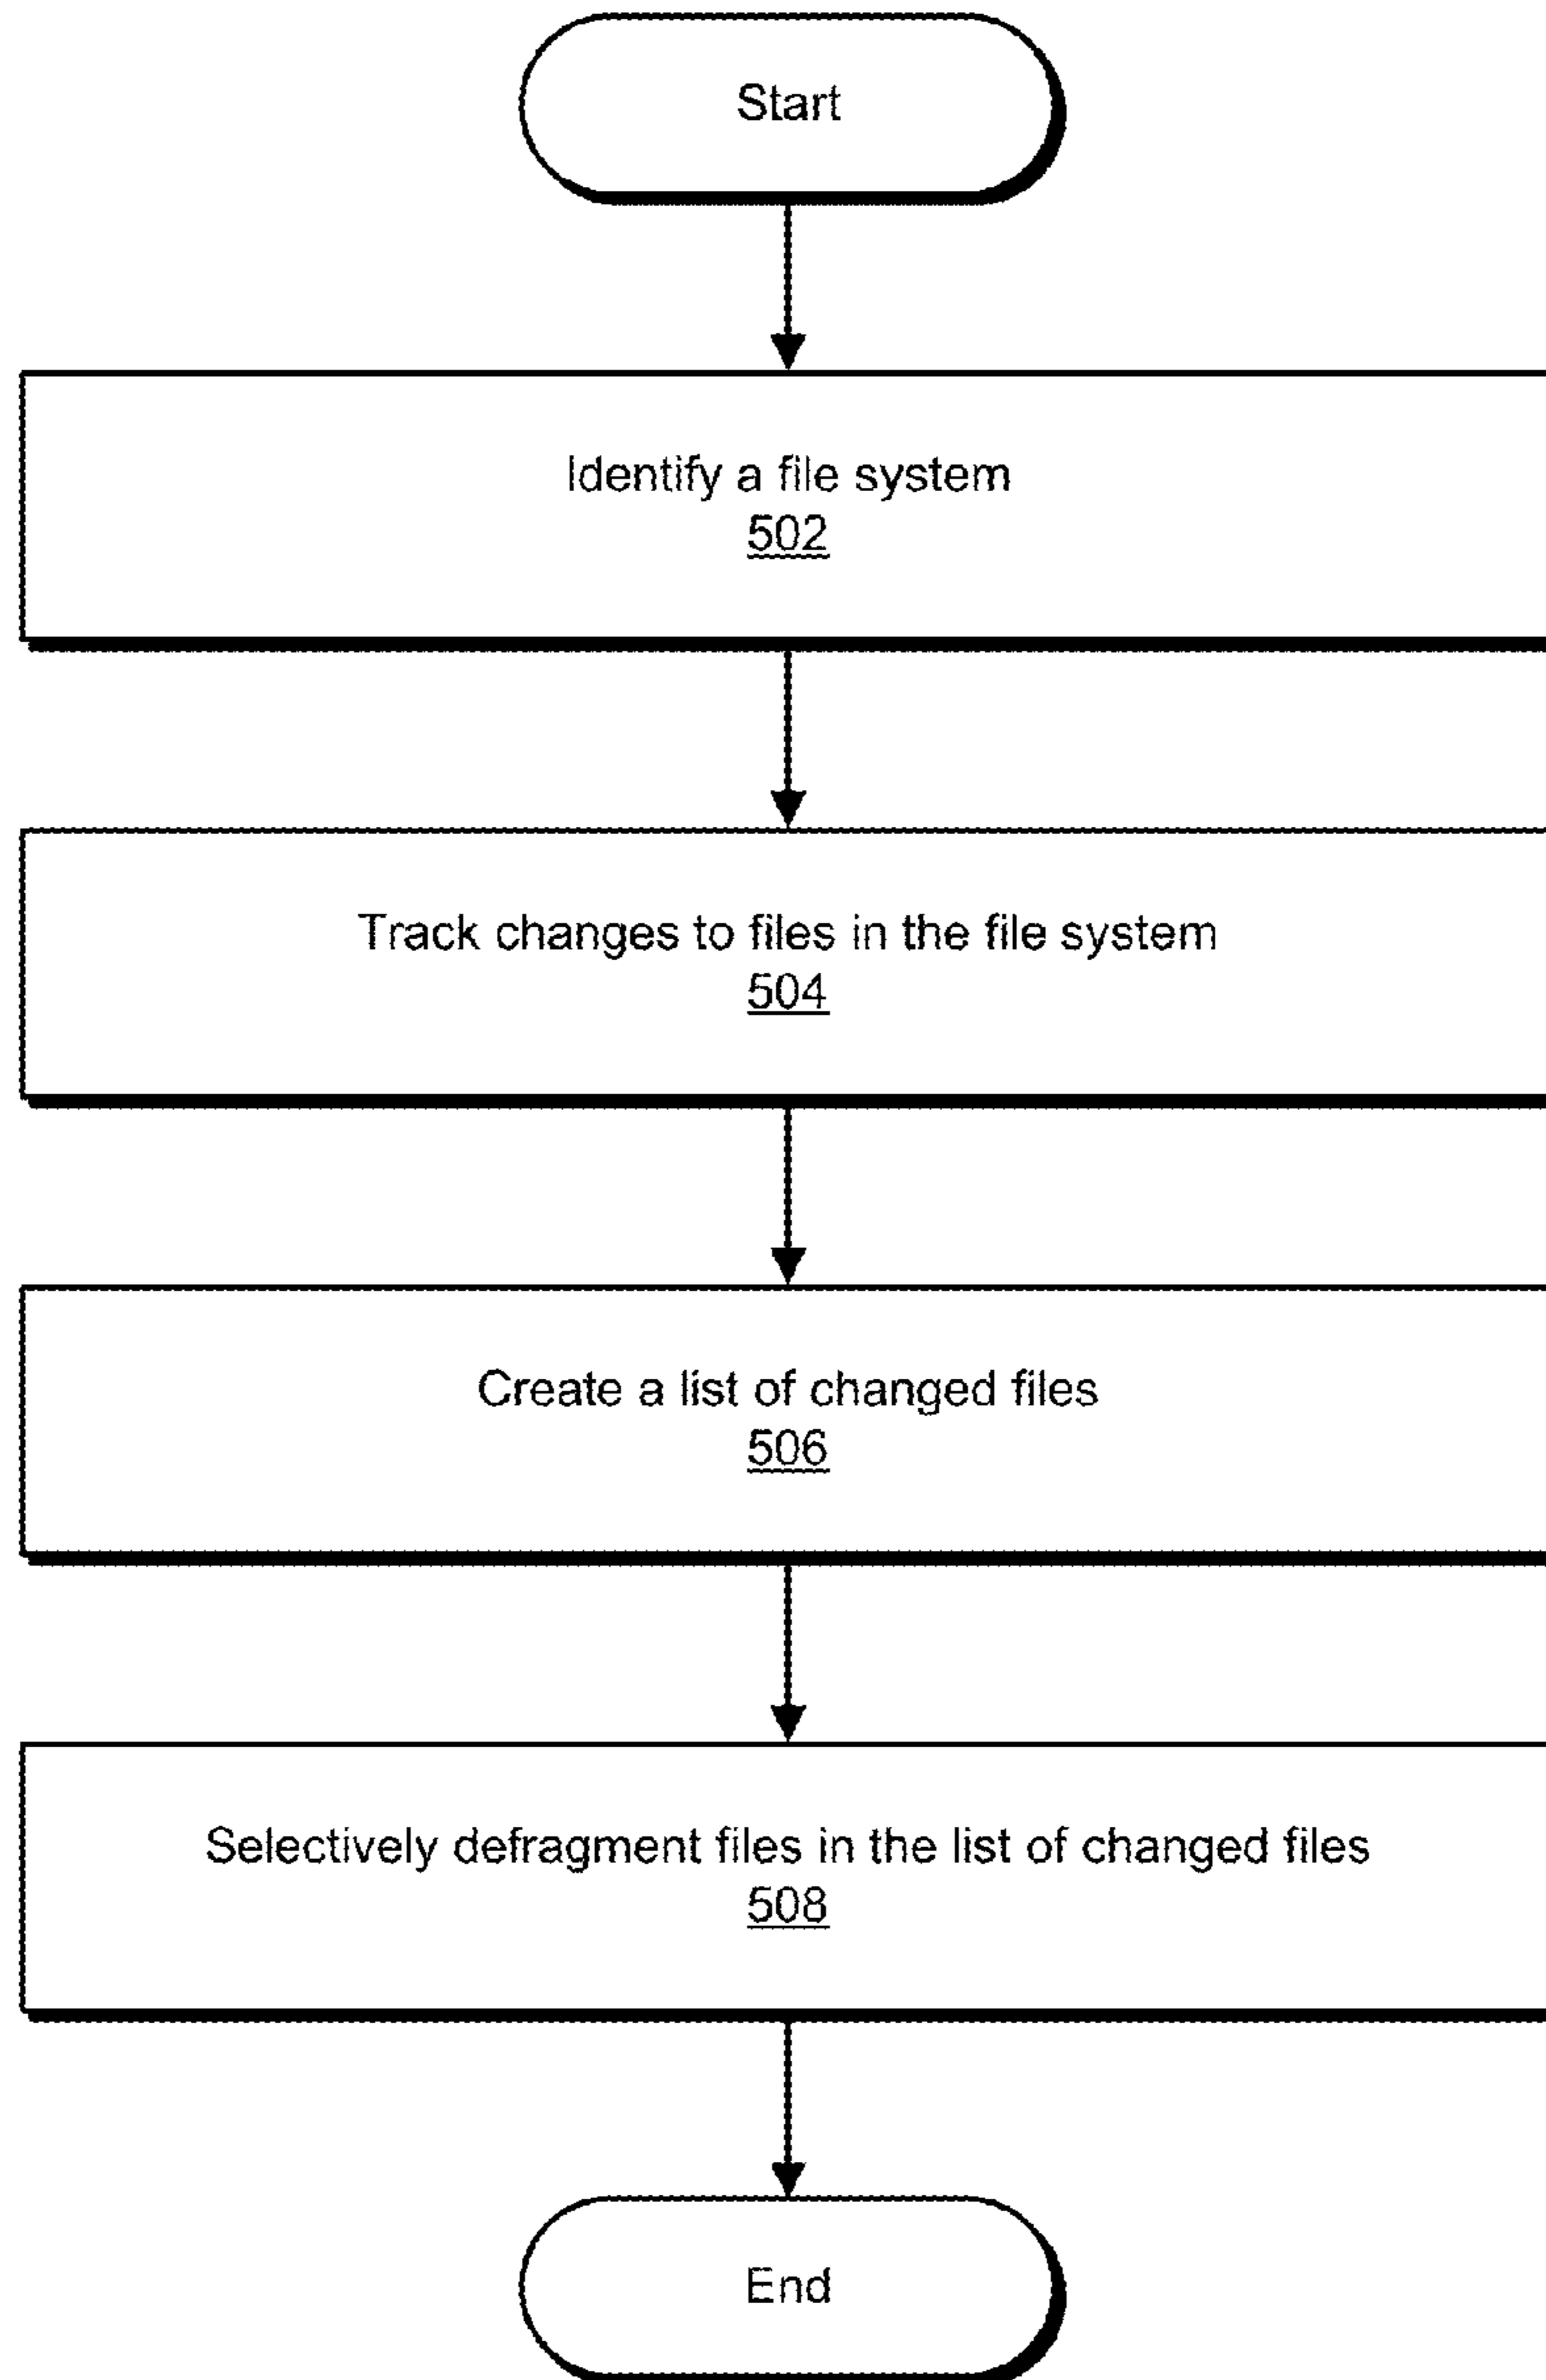 Start
Identify a file system
502
Track changes to files in the file system
504
Create a list of changed files
506
Selectively defragment files in the list of changed files
508
End